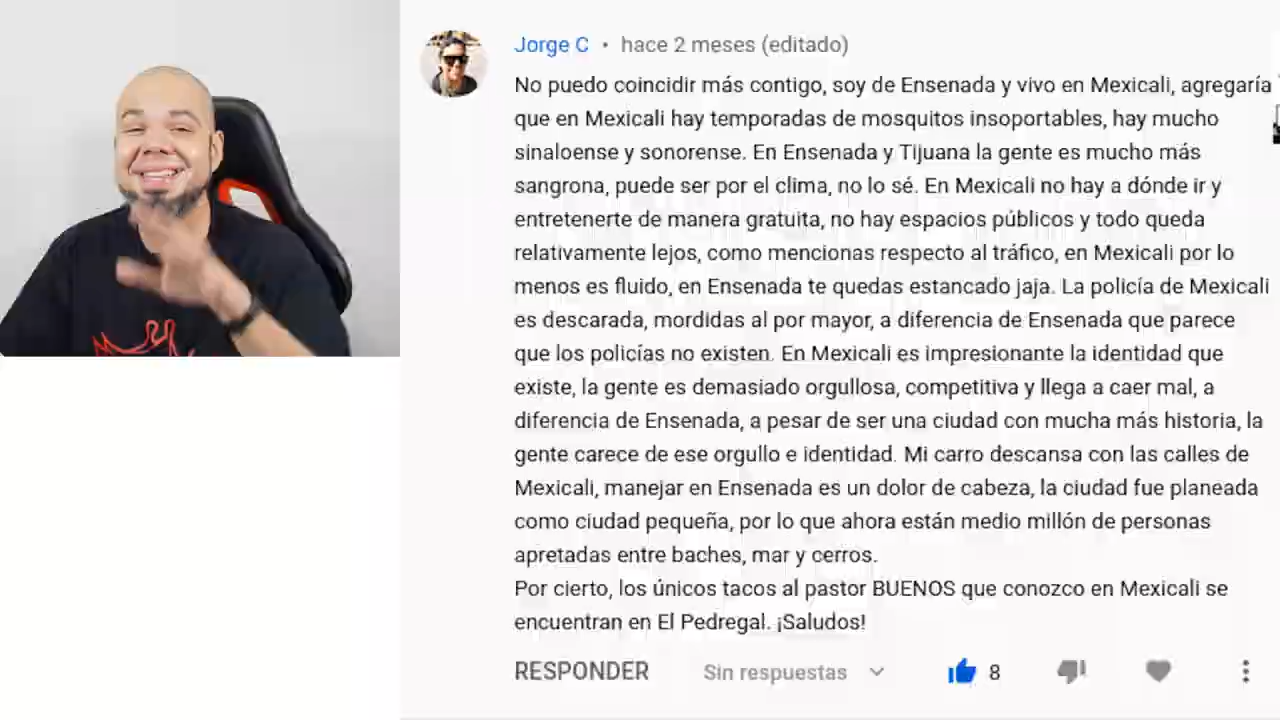 Jorge C • hace 2 meses (editado)
No puedo coincidir más contigo, soy de Ensenada y vivo en Mexicali, agregaría
que en Mexicali hay temporadas de mosquitos insoportables, hay mucho
sinaloense y sonorense. En Ensenada y Tijuana la gente es mucho más
sangrona, puede ser por el clima, no lo sé. En Mexicali no hay a dónde ir y
entretenerte de manera gratuita, no hay espacios públicos y todo queda
relativamente lejos, como mencionas respecto al tráfico, en Mexicali por lo
menos es fluido, en Ensenada te quedas estancado jaja. La policía de Mexicali
es descarada, mordidas al por mayor, a diferencia de Ensenada que parece
que los policías no existen. En Mexicali es impresionante la identidad que
existe, la gente es demasiado orgullosa, competitiva y llega a caer mal, a
diferencia de Ensenada, a pesar de ser una ciudad con mucha más historia, la
gente carece de ese orgullo e identidad. Mi carro descansa con las calles de
Mexicali, manejar en Ensenada es un dolor de cabeza, la ciudad fue planeada
como ciudad pequeña, por lo que ahora están medio millón de personas
apretadas entre baches, mar y cerros.
Por cierto, los únicos tacos al pastor BUENOS que conozco en Mexicali se
encuentran en El Pedregal. ¡Saludos!
RESPONDER Sin respuestas 8